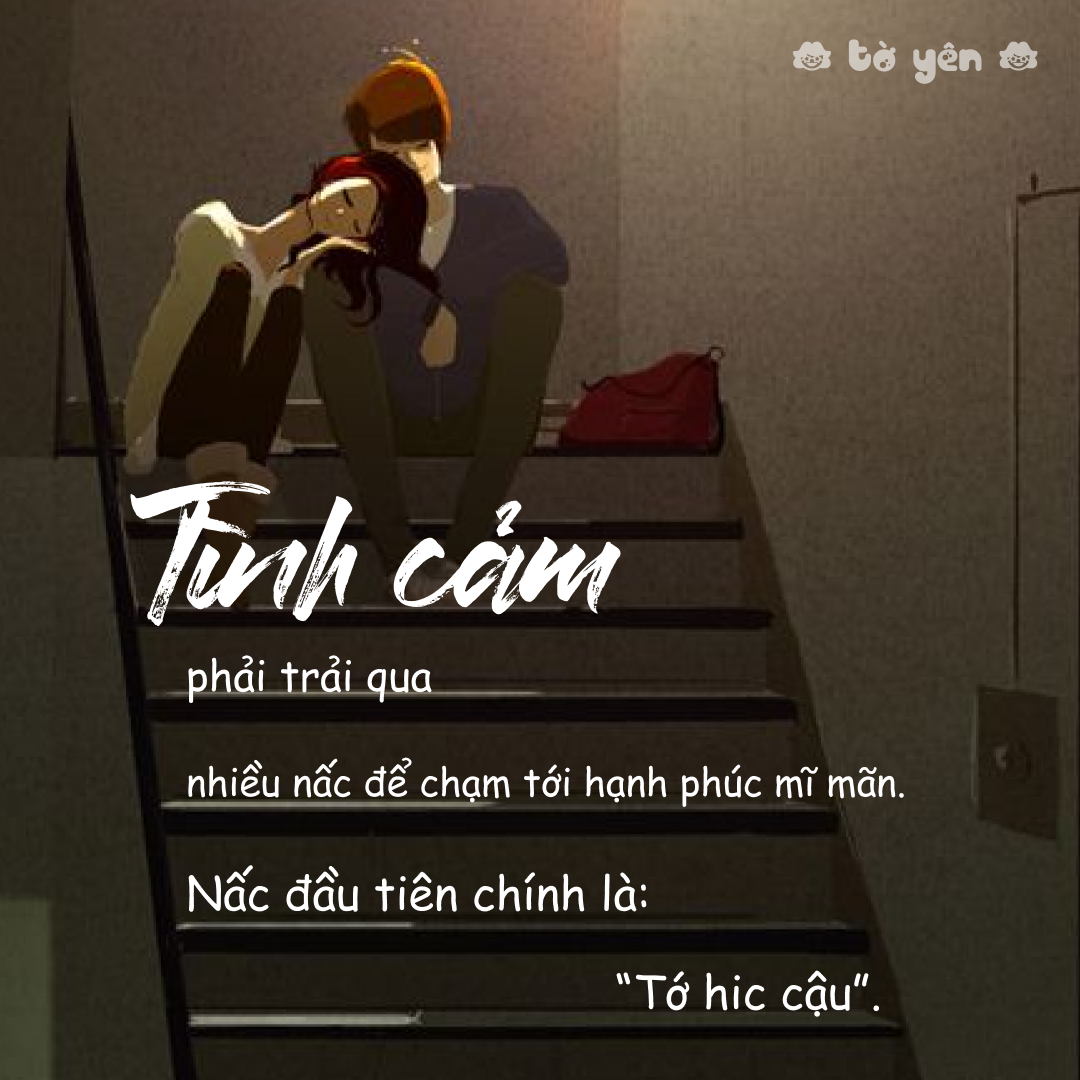 tờ yên
Tình cảm
phải trải qua
nhiều nấc để chạm tới hạnh phúc mĩ mãn.
Nấc đầu tiên chính là:
“Tớ hic cậu”.